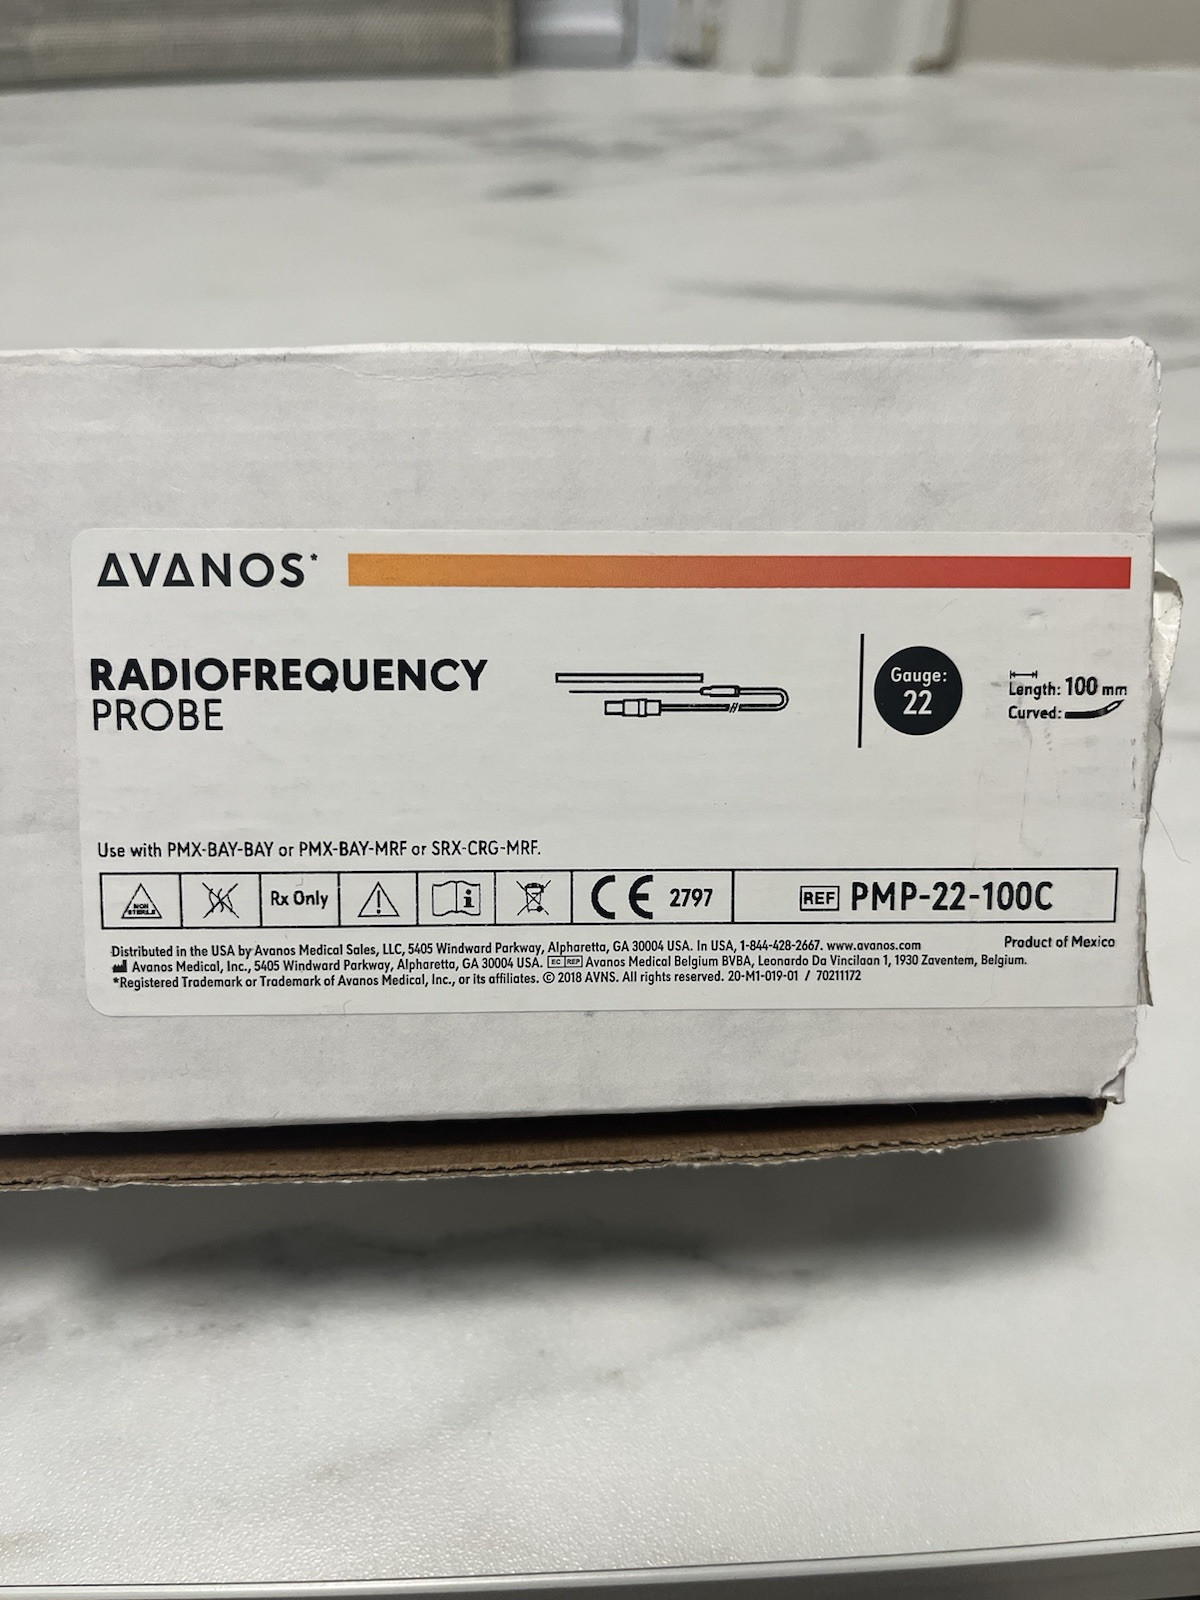 AVANOS*
RADIOFREQUENCY
PROBE
Gauge:
22
Length: 100 mm
Curved:
Use with PMX-BAY-BAY or PMX-BAY-MRF or SRX-CRG-MRF.
NON
STERILE
Rx Only
CE 2797
REF PMP-22-100C
Distributed in the USA by Avanos Medical Sales, LLC, 5405 Windward Parkway, Alpharetta, GA 30004 USA. In USA, 1-844-428-2667. www.avanos.com
Product of Mexico
Avanos Medical, Inc., 5405 Windward Parkway, Alpharetta, GA 30004 USA. EC REP Avanos Medical Belgium BVBA, Leonardo Da Vincilaan 1, 1930 Zaventem, Belgium.
*Registered Trademark or Trademark of Avanos Medical, Inc., or its affiliates. © 2018 AVNS. All rights reserved. 20-M1-019-01 / 70211172